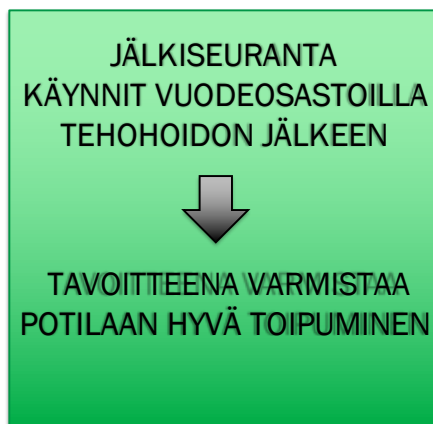 JÄLKISEURANTA
KÄYNNIT VUODEOSASTOILLA
TEHOHOIDON JÄLKEEN
TAVOITTEENA VARMISTAA
POTILAAN HYVÄ TOIPUMINEN